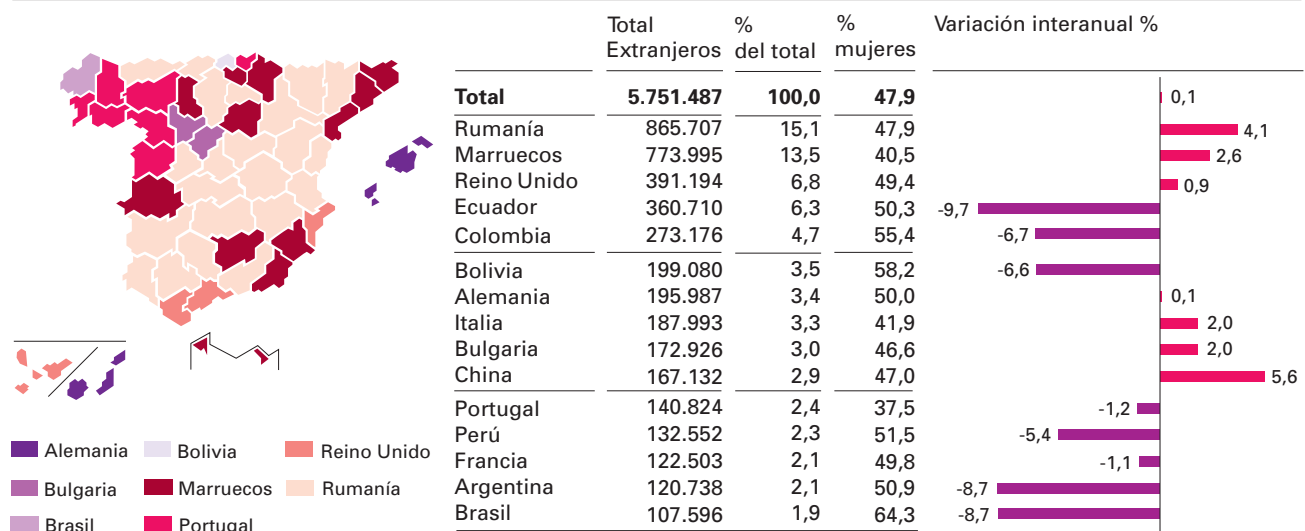 Total Extranjeros % del total % mujeres Variación interanual %
Total 5.751.487 100,0 47,9 0,1
Rumanía 865.707 15,1 47,9 4,1
Marruecos 773.995 13,5 40,5 2,6
Reino Unido 391.194 6,8 49,4 0,9
Ecuador 360.710 6,3 50,3 -9,7
Colombia 273.176 4,7 55,4 -6,7
Bolivia 199.080 3,5 58,2 -6,6
Alemania 195.987 3,4 50,0 0,1
Italia 187.993 3,3 41,9 2,0
Bulgaria 172.926 3,0 46,6 2,0
China 167.132 2,9 47,0 5,6
Portugal 140.824 2,4 37,5 -1,2
Perú 132.552 2,3 51,5 -5,4
Francia 122.503 2,1 49,8 -1,1
Argentina 120.738 2,1 50,9 -8,7
Brasil 107.596 1,9 64,3 -8,7
Alemania Bolivia Reino Unido
Bulgaria Marruecos Rumanía
Brasil Portugal